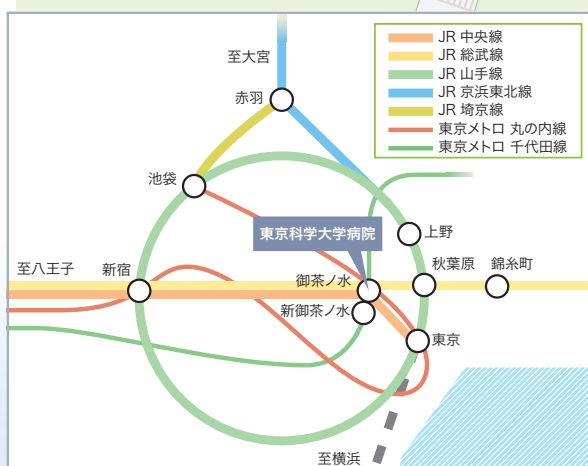 JR 中央線
JR 総武線
JR 山手線
JR 京浜東北線
JR 埼京線
東京メトロ 丸の内線
東京メトロ 千代田線
至大宮
赤羽
池袋
上野
東京科学大学病院
至八王子
新宿
御茶ノ水
秋葉原
錦糸町
新御茶ノ水
東京
至横浜